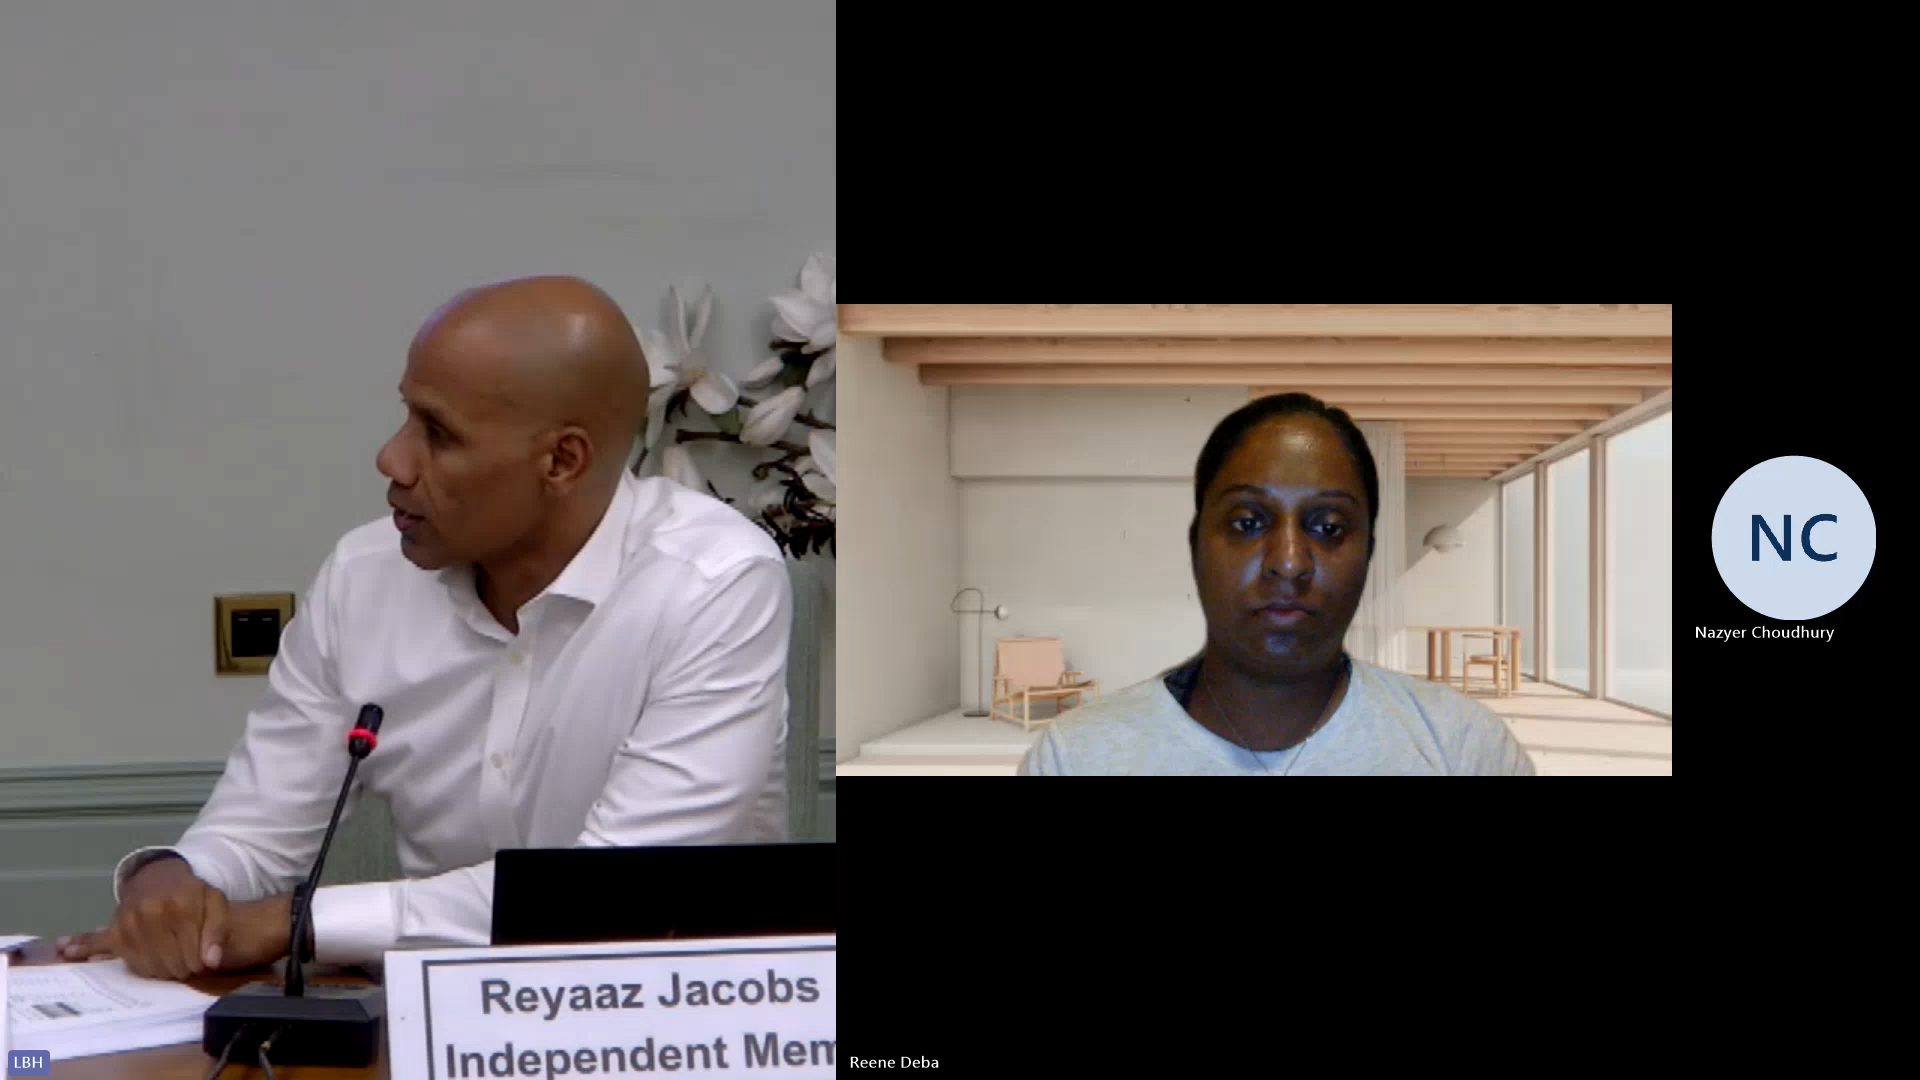 Reyaaz Jacobs
Independent Mem
LBH
Reene Deba
NC
Nazyer Choudhury